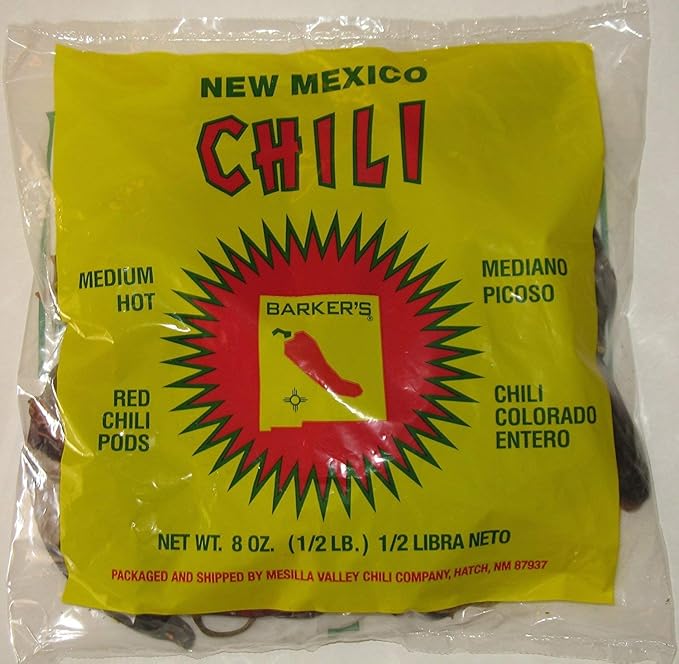 NEW MEXICO
CHILI
MEDIUM
HOT
MEDIANO
PICOSO
BARKER'S®
RED
CHILI
PODS
CHILI
COLORADO
ENTERO
NET WT. 8 OZ. (1/2 LB.) 1/2 LIBRA NETO
PACKAGED AND SHIPPED BY MESILLA VALLEY CHILI COMPANY, HATCH, NM 87937